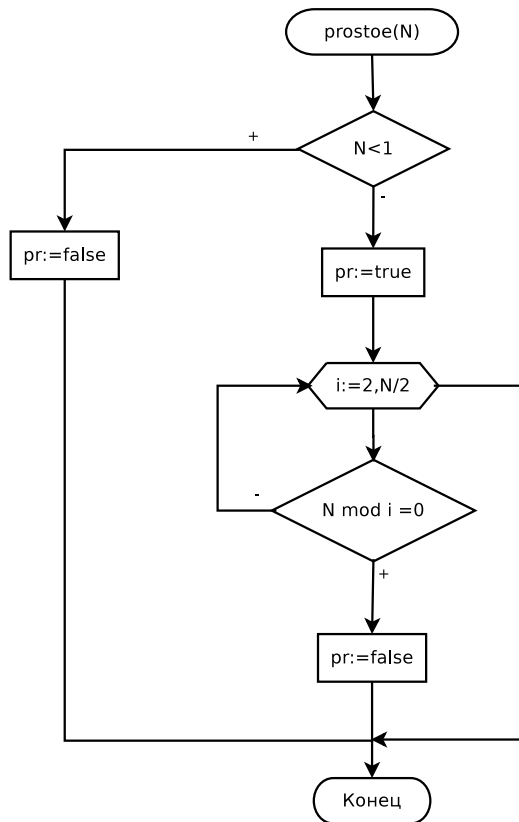 prostoe(N)
+
N<1
-
pr:=false
pr:=true
i:=2,N/2
-
N mod i =0
+
pr:=false
Конец